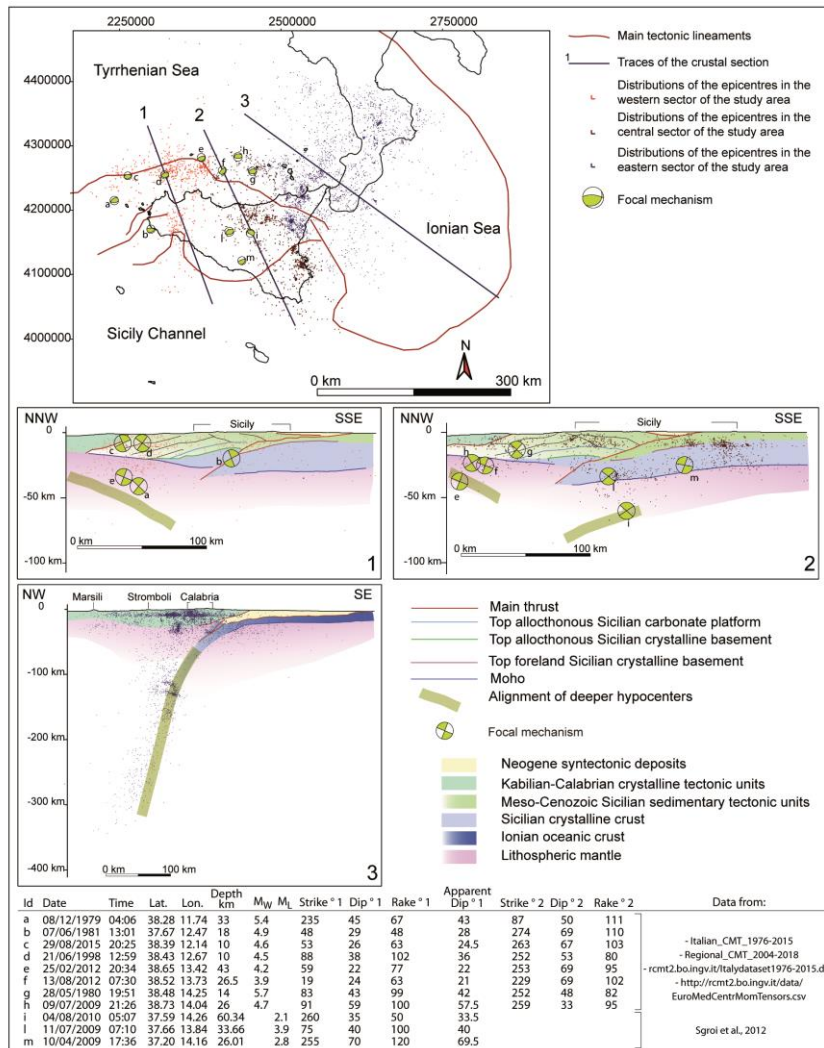 2250000 2500000 2750000
4400000
4300000
4200000
4100000
4000000
Tyrrhenian Sea
1
2
3
e
h
f
c
d
g
a
b
l
i
m
Ionian Sea
Sicily Channel
N
0 km 300 km
Main tectonic lineaments
1
Traces of the crustal section
Distributions of the epicentres in the
western sector of the study area
Distributions of the epicentres in the
central sector of the study area
Distributions of the epicentres in the
eastern sector of the study area
Focal mechanism
NNW Sicily SSE
0
-50 km
-100 km
c
d
b
e
a
0 km 100 km
1
NNW Sicily SSE
0
-50 km
-100 km
h
f
g
e
l
m
i
0 km 100 km
2
NW SE
Marsili Stromboli Calabria
0
-100 km
-200 km
-300 km
-400 km
0 km 100 km
3
Main thrust
Top allocthonous Sicilian carbonate platform
Top allocthonous Sicilian crystalline basement
Top foreland Sicilian crystalline basement
Moho
Alignment of deeper hypocenters
Focal mechanism
Neogene syntectonic deposits
Kabilian-Calabrian crystalline tectonic units
Meso-Cenozoic Sicilian sedimentary tectonic units
Sicilian crystalline crust
Ionian oceanic crust
Lithospheric mantle
Id Date Time Lat. Lon. Depth km MW ML Strike°1 Dip°1 Rake°1 Apparent Dip°1 Strike°2 Dip°2 Rake°2 Data from:
a 08/12/1979 04:06 38.28 11.74 33 5.4 235 45 67 43 87 50 111
b 07/06/1981 13:01 37.67 12.47 18 4.9 48 29 48 28 274 69 110
c 29/08/2015 20:25 38.39 12.14 10 4.6 53 26 63 24.5 263 67 103
d 21/06/1998 12:59 38.43 12.67 10 4.5 88 38 102 36 252 53 80
e 25/02/2012 20:34 38.65 13.42 43 4.2 59 22 77 22 253 69 95
f 13/08/2012 07:30 38.52 13.73 26.5 3.9 19 24 63 21 229 69 102
g 28/05/1980 19:51 38.48 14.25 14 5.7 83 43 99 42 252 48 82
h 09/07/2009 21:26 38.73 14.04 26 4.7 91 59 100 57.5 259 33 95
i 04/08/2010 05:07 37.59 14.26 60.34 2.1 260 35 50 33.5
l 11/07/2009 07:10 37.66 13.84 33.66 3.9 75 40 100 40
m 10/04/2009 17:36 37.20 14.16 26.01 2.8 255 70 120 69.5
- Italian_CMT_1976-2015
- Regional_CMT_2004-2018
- rcmt2.bo.ingv.it/Italydataset1976-2015.d
- http://rcmt2.bo.ingv.it/data/
EuroMedCentrMomTensors.csv
Sgroi et al., 2012